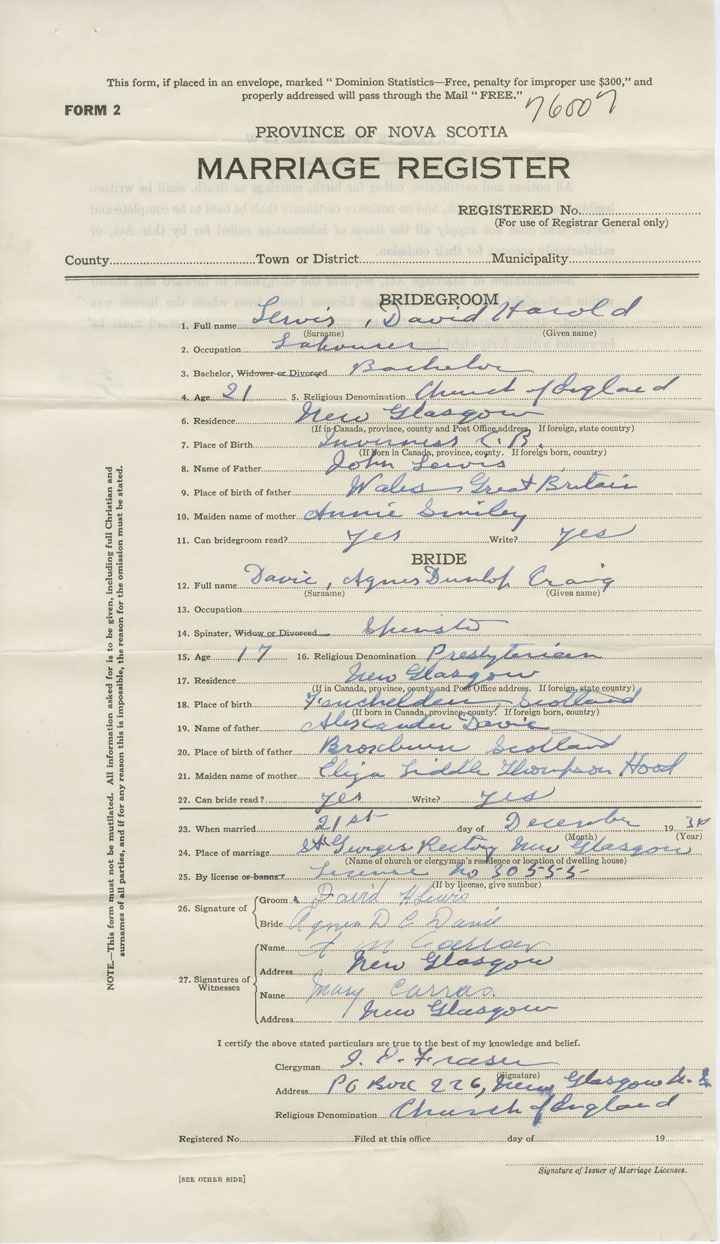 This form, if placed in an envelope, marked " Dominion Statistics—Free, penalty for improper use $300," and
properly addressed will pass through the Mail " FREE."
76007
FORM 2
PROVINCE OF NOVA SCOTIA
MARRIAGE REGISTER
REGISTERED No.
(For use of Registrar General only)
County Town or District Municipality
BRIDEGROOM
1. Full name Lewis, David Harold
(Surname) (Given name)
2. Occupation Labourer
3. Bachelor, Widower or Divorced Bachelor
4. Age 21 5. Religious Denomination Church of England
6. Residence New Glasgow
(If in Canada, province, county and Post Office address. If foreign, state country)
7. Place of Birth Inverness C.B.
(If born in Canada, province, county. If foreign born, country)
8. Name of Father John Lewis
9. Place of birth of father Wales Great Britain
10. Maiden name of mother Annie Smiley
11. Can bridegroom read? yes Write? yes
BRIDE
12. Full name Davie, Agnes Dunlop Craig
(Surname) (Given name)
13. Occupation
14. Spinster, Widow or Divorced Spinster
15. Age 17 16. Religious Denomination Presbyterian
17. Residence New Glasgow
(If in Canada, province, county and Post Office address. If foreign, state country)
18. Place of birth Scotland
(If born in Canada, province, county. If foreign born, country)
19. Name of father Alexander Davie
20. Place of birth of father Broxburn Scotland
21. Maiden name of mother Eliza Liddle Thompson Hood
22. Can bride read? yes Write? yes
23. When married 21st day of December 19
(Month) (Year)
24. Place of marriage St Georges Rectory New Glasgow
(Name of church or clergyman's residence or location of dwelling house)
25. By license or banns? License No 30555
(If by license, give number)
26. Signature of
Groom David H Lewis
Bride Agnes D C Davie
27. Signatures of Witnesses
Name
Address New Glasgow
Name Mary
Address New Glasgow
I certify the above stated particulars are true to the best of my knowledge and belief.
Clergyman Fraser
(Signature)
Address PO Box 226, New Glasgow N.S.
Religious Denomination Church of England
Registered No. Filed at this office day of 19
Signature of Issuer of Marriage Licenses.
[SEE OTHER SIDE]
NOTE.—This form must not be mutilated. All information asked for is to be given, including full Christian and
surnames of all parties, and if for any reason this is impossible, the reason for the omission must be stated.